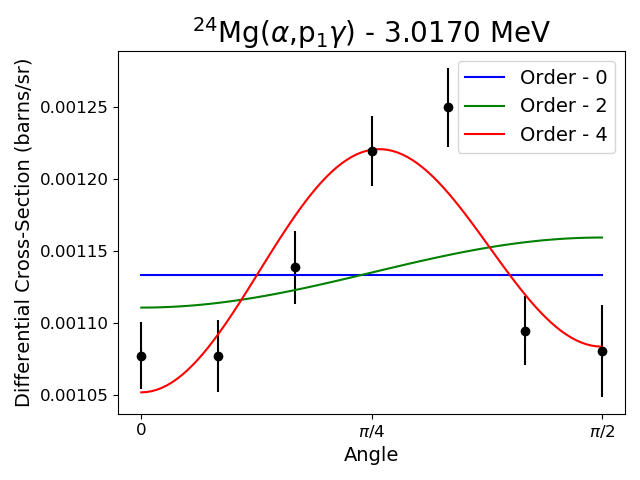 ²⁴Mg(α,p₁γ) - 3.0170 MeV
Differential Cross-Section (barns/sr)
0.00125
0.00120
0.00115
0.00110
0.00105
Order - 0
Order - 2
Order - 4
0
π/4
π/2
Angle